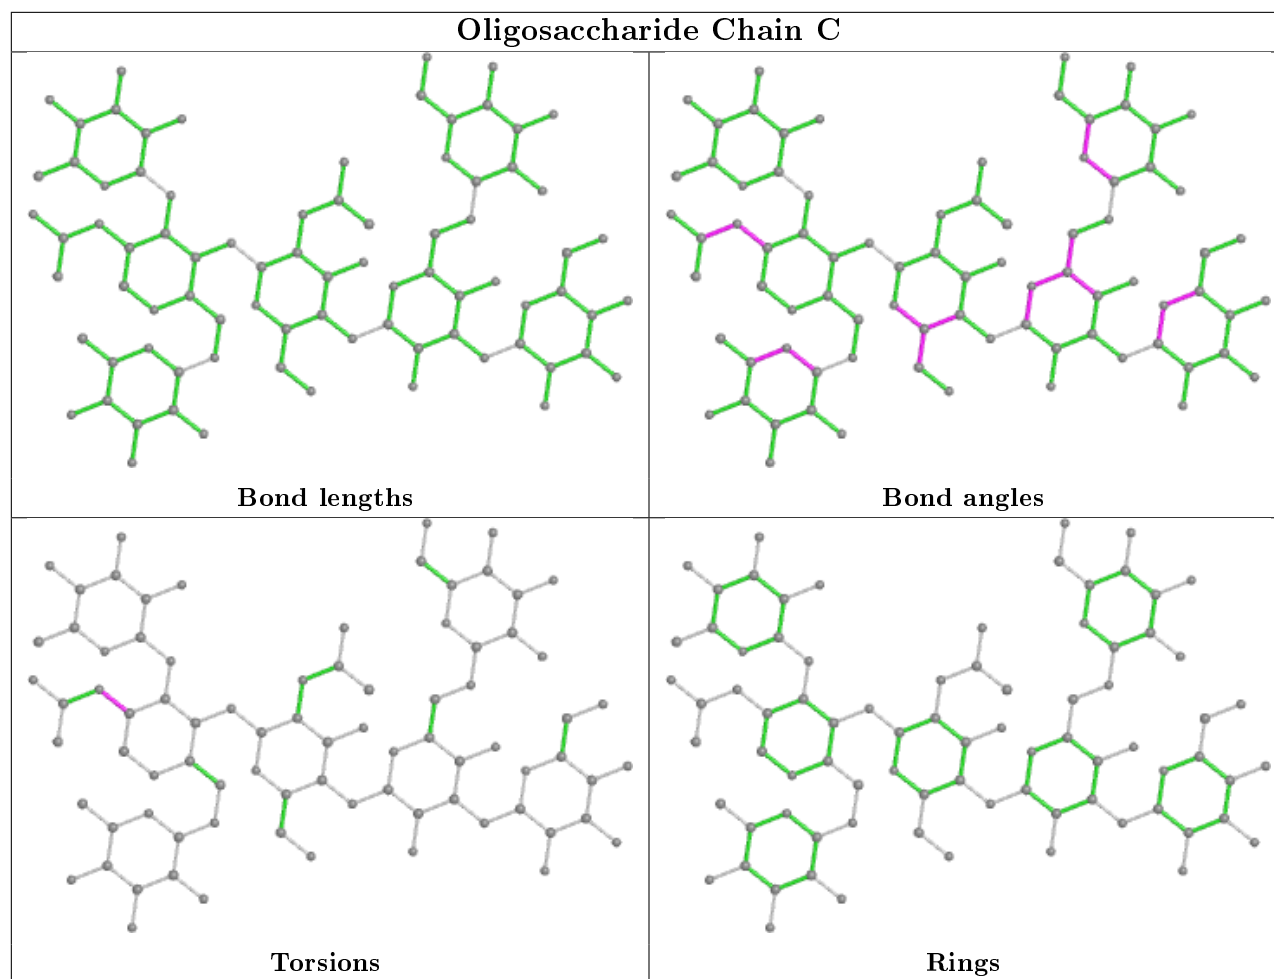 Oligosaccharide Chain C
Bond lengths
Bond angles
Torsions
Rings